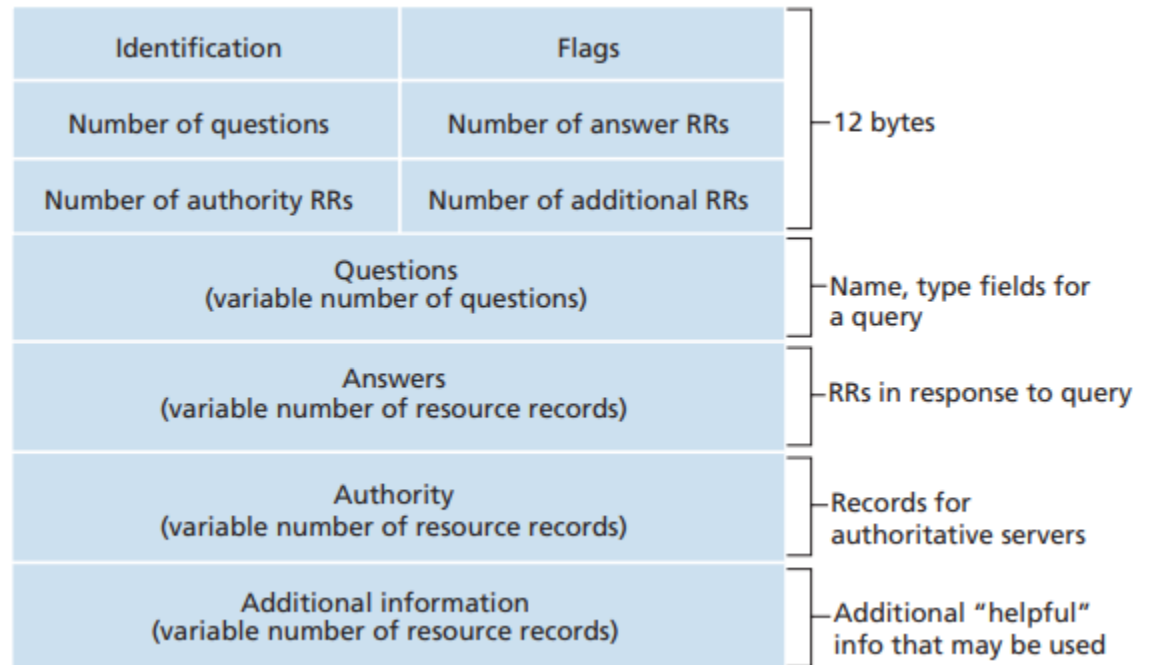 Identification
Flags
Number of questions
Number of answer RRs
12 bytes
Number of authority RRs
Number of additional RRs
Questions
(variable number of questions)
Name, type fields for
a query
Answers
(variable number of resource records)
RRs in response to query
Authority
(variable number of resource records)
Records for
authoritative servers
Additional information
(variable number of resource records)
Additional “helpful”
info that may be used